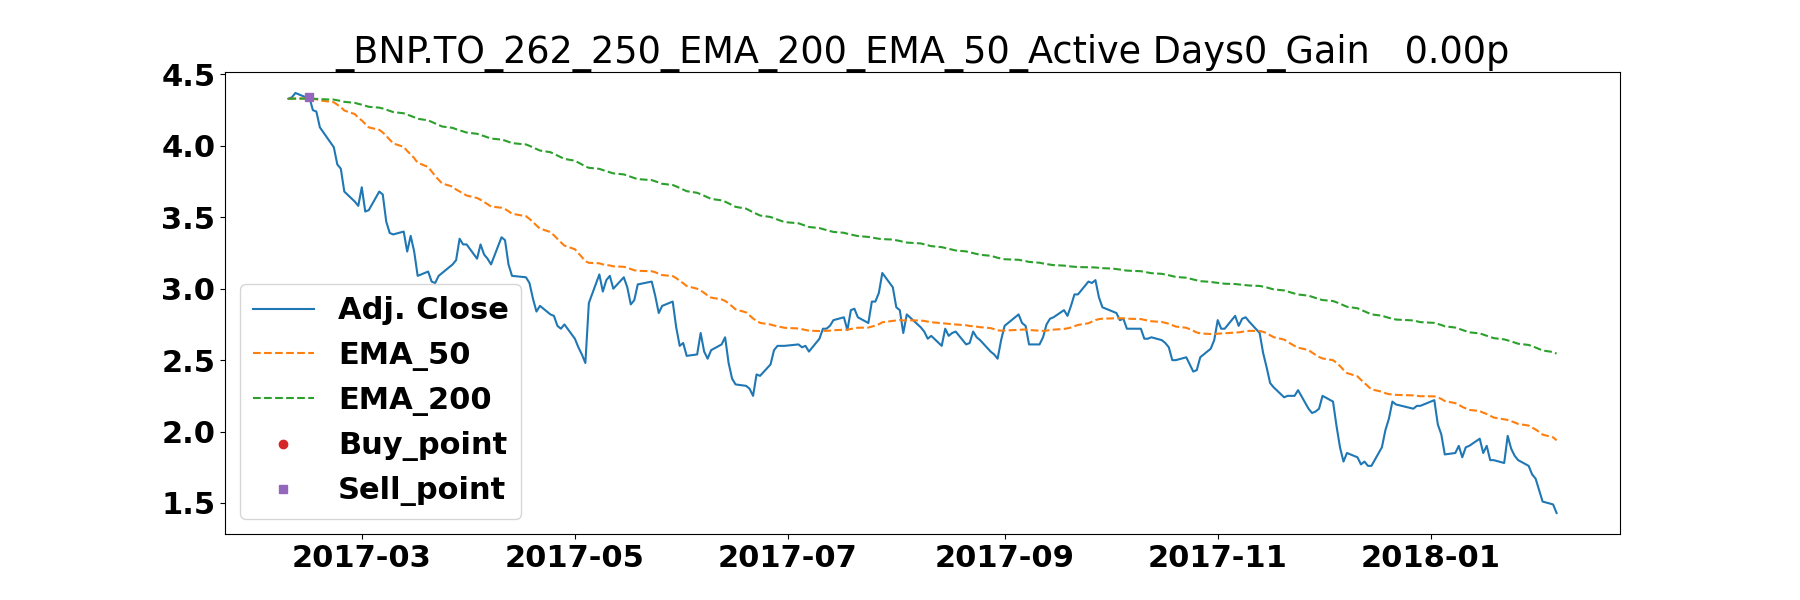 _BNP.TO_262_250_EMA_200_EMA_50_Active Days0_Gain   0.00p
4.5
4.0
3.5
3.0
2.5
2.0
1.5
Adj. Close
EMA_50
EMA_200
Buy_point
Sell_point
2017-03 2017-05 2017-07 2017-09 2017-11 2018-01